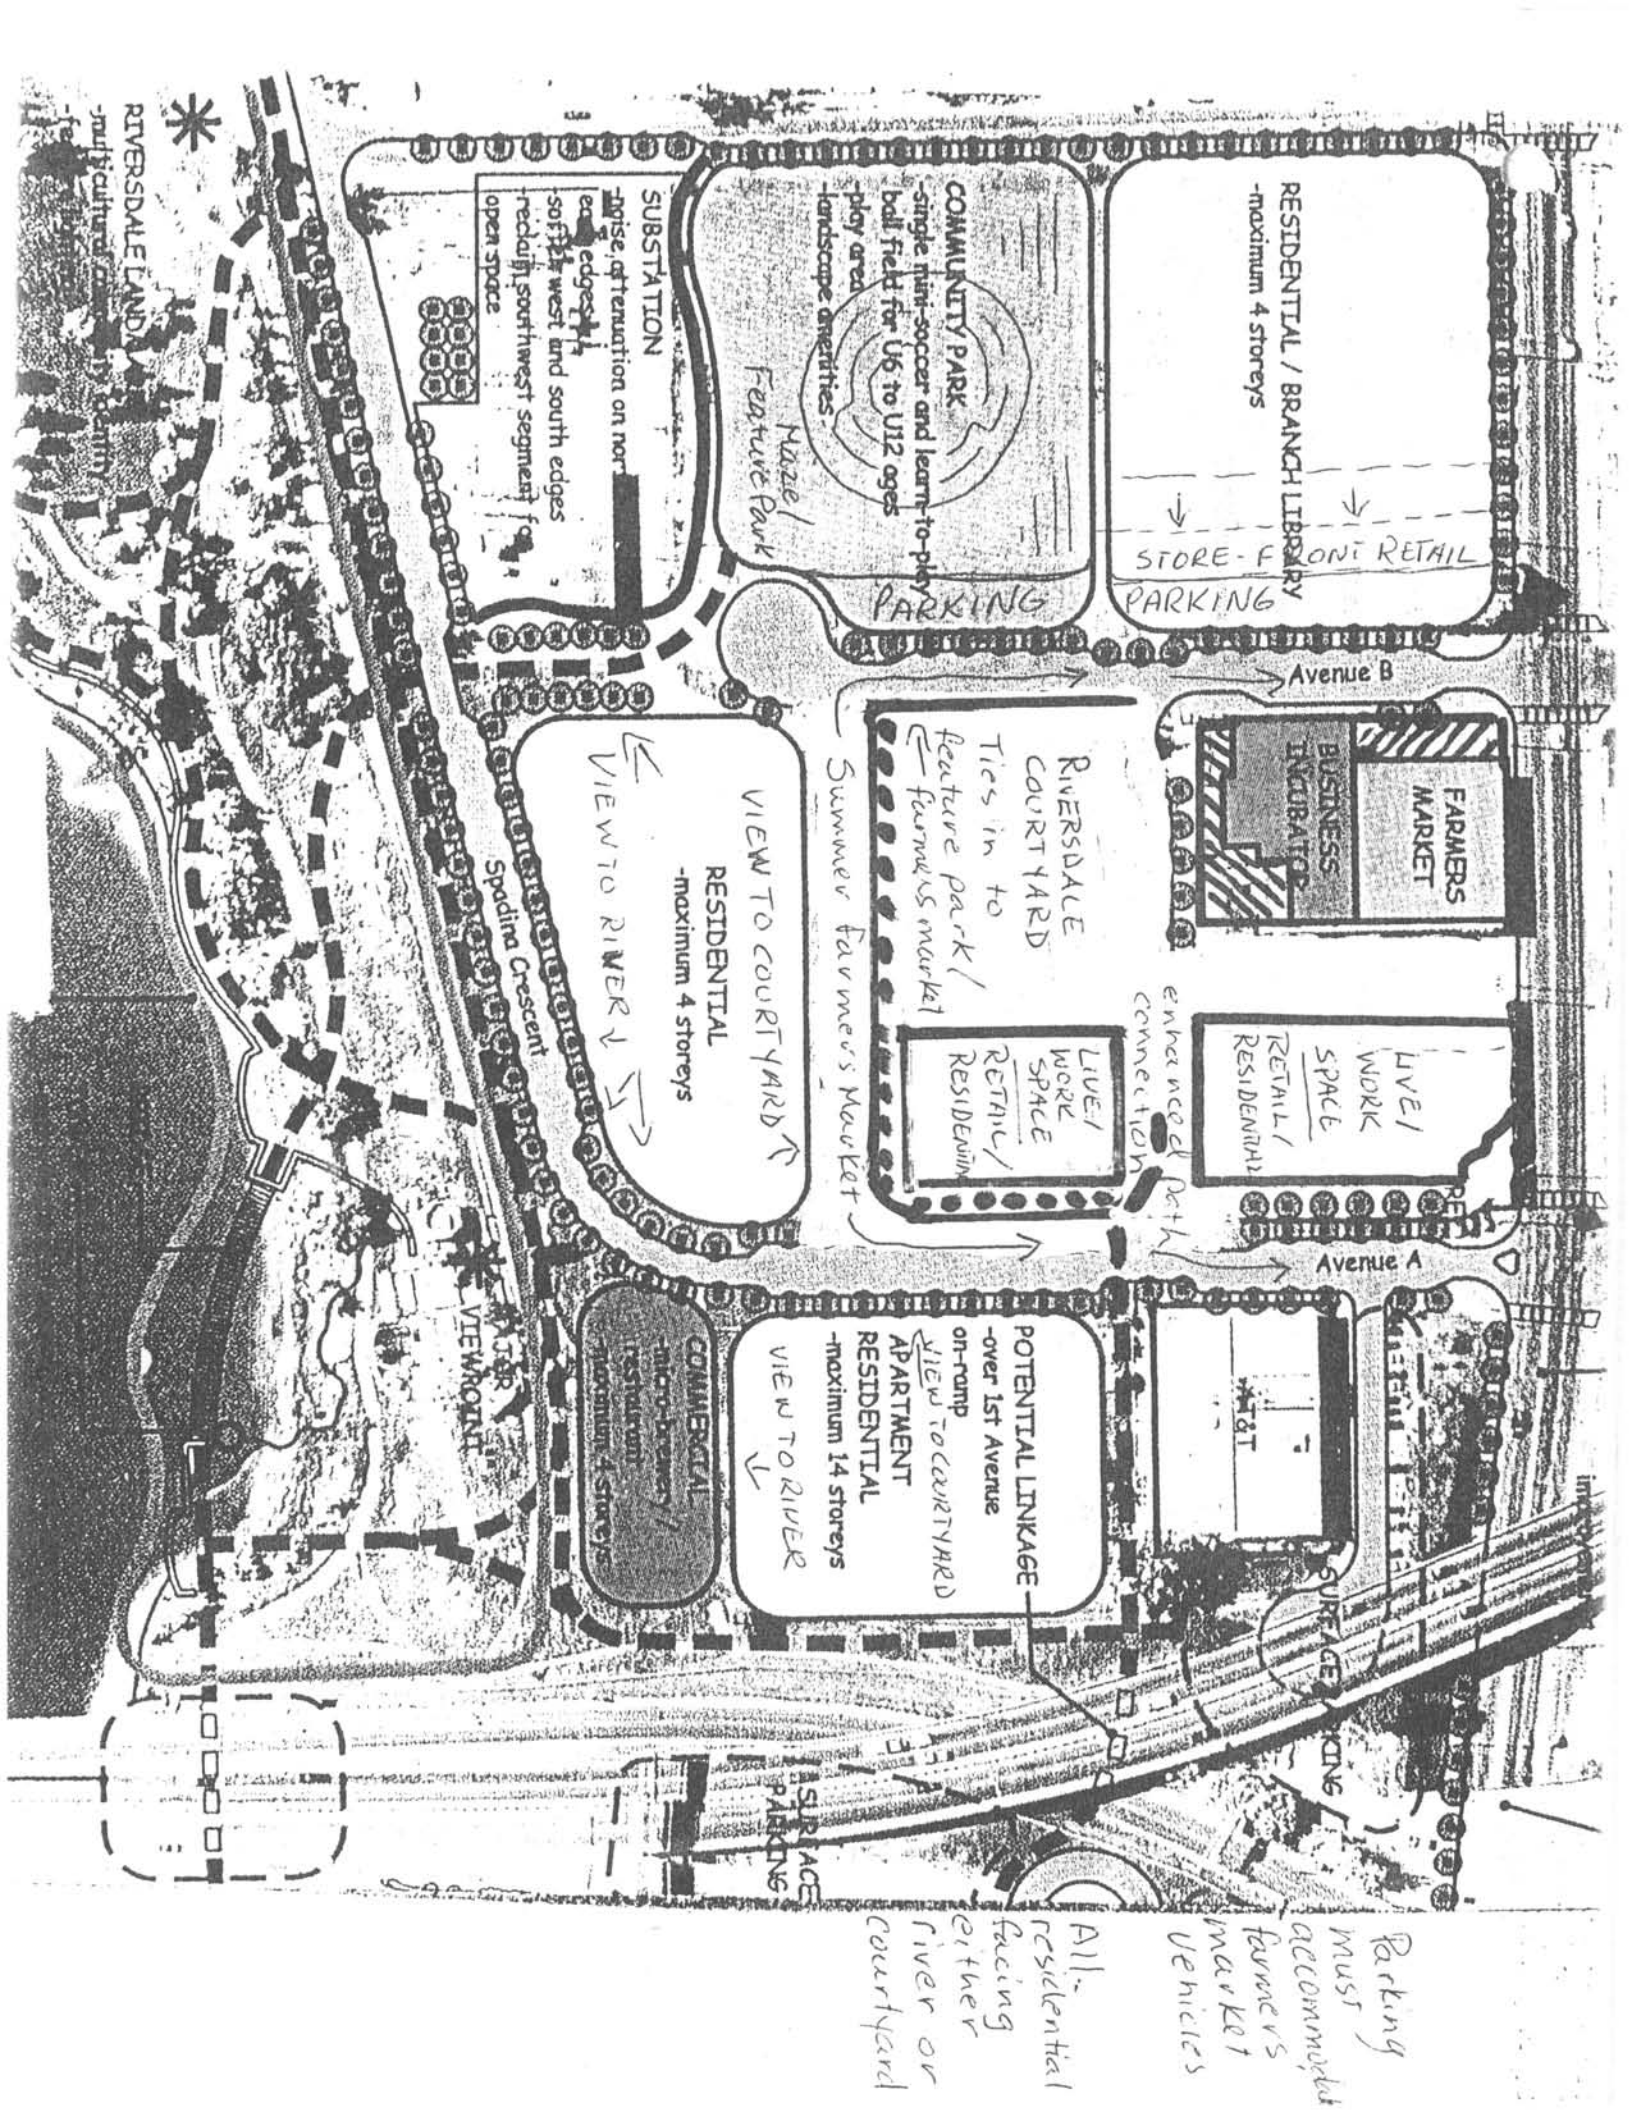 RESIDENTIAL / BRANCH LIBRARY
-maximum 4 storeys
STORE-FRONT RETAIL
PARKING
COMMUNITY PARK
-single mini-soccer and learn-to-play
ball field for U6 to U12 ages
-play area
-landscape amenities
Maze/
Feature Park
PARKING
SUBSTATION
-noise attenuation on
edges
-soften west and south edges
-reclaim southwest segment for
open space
RIVERSDALE LANDING
-multicultural
Avenue B
FARMERS
MARKET
BUSINESS
INCUBATOR
LIVE/
WORK
SPACE
RETAIL/
RESIDENTIAL
enhanced path
connection
RIVERSDALE
COURTYARD
Ties in to
feature park/
farmers market
LIVE/
WORK
SPACE
RETAIL/
RESIDENTIAL
Summer farmer's Market
VIEW TO COURTYARD
RESIDENTIAL
-maximum 4 storeys
VIEW TO RIVER
Spadina Crescent
Avenue A
T&T
SURFACE PARKING
POTENTIAL LINKAGE
-over 1st Avenue
on-ramp
VIEW TO COURTYARD
APARTMENT
RESIDENTIAL
-maximum 14 storeys
VIEW TO RIVER
COMMERCIAL
-micro-brewery/
restaurant
-maximum 4 storeys
MAJOR
VIEWPOINT
SURFACE
PARKING
Parking
must
accommodate
farmers
market
vehicles
All
residential
facing
either
river or
courtyard